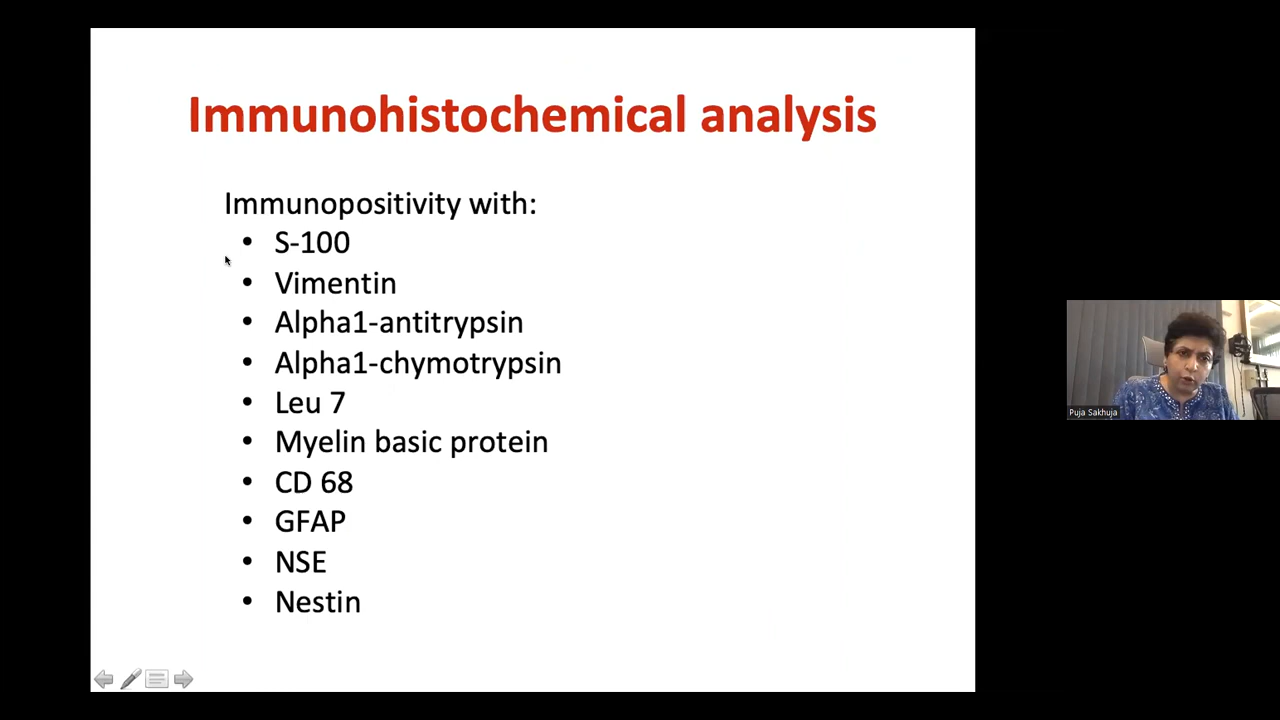 Immunohistochemical analysis
Immunopositivity with:
• S-100
• Vimentin
• Alpha1-antitrypsin
• Alpha1-chymotrypsin
• Leu 7
• Myelin basic protein
• CD 68
• GFAP
• NSE
• Nestin
Puja Sakhuja